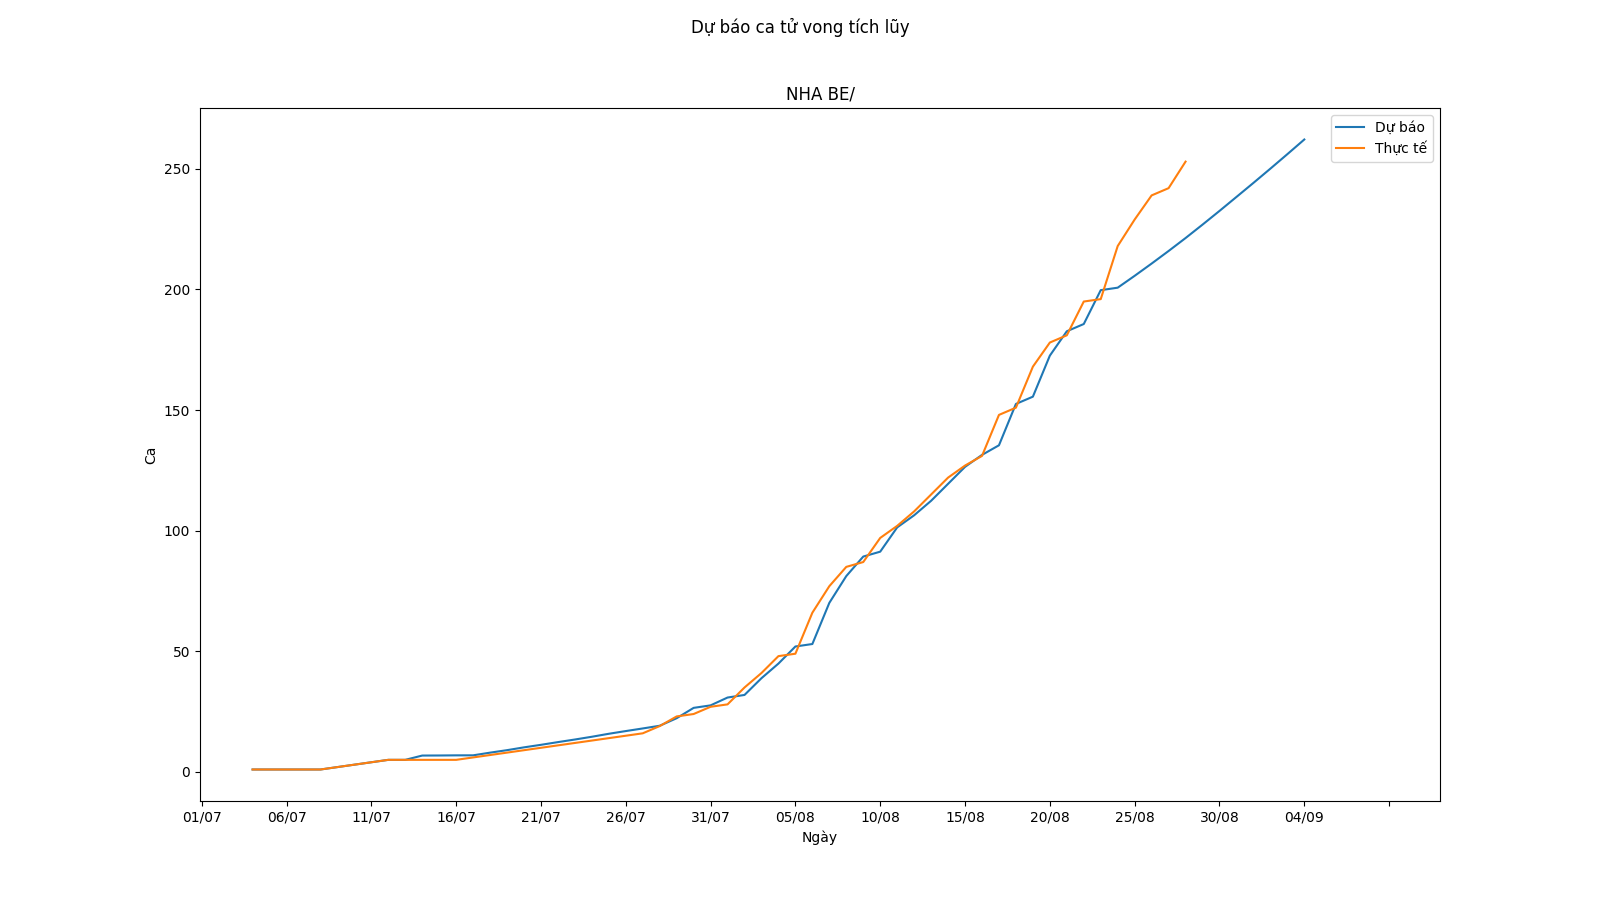 Dự báo ca tử vong tích lũy
NHA BE/
Dự báo
Thực tế
250
200
150
100
50
0
Ca
01/07 06/07 11/07 16/07 21/07 26/07 31/07 05/08 10/08 15/08 20/08 25/08 30/08 04/09
Ngày